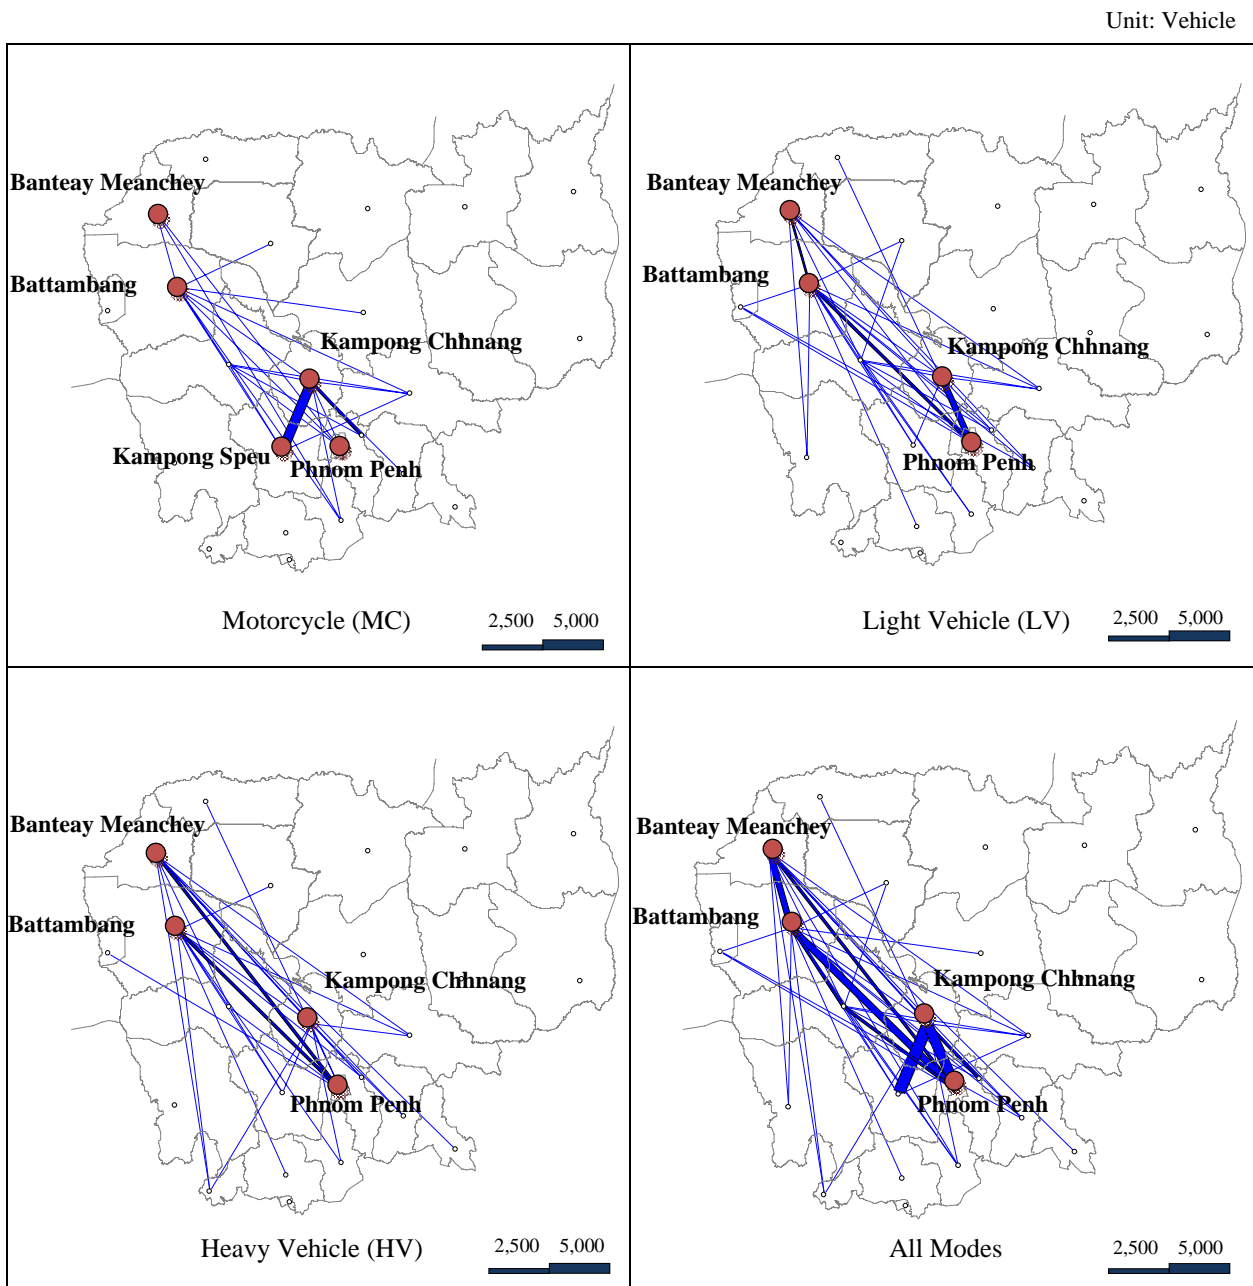 Unit: Vehicle
Banteay Meanchey
Battambang
Kampong Chhnang
Kampong Speu
Phnom Penh
Motorcycle (MC)
2,500 5,000
Banteay Meanchey
Battambang
Kampong Chhnang
Phnom Penh
Light Vehicle (LV)
2,500 5,000
Banteay Meanchey
Battambang
Kampong Chhnang
Phnom Penh
Heavy Vehicle (HV)
2,500 5,000
Banteay Meanchey
Battambang
Kampong Chhnang
Phnom Penh
All Modes
2,500 5,000